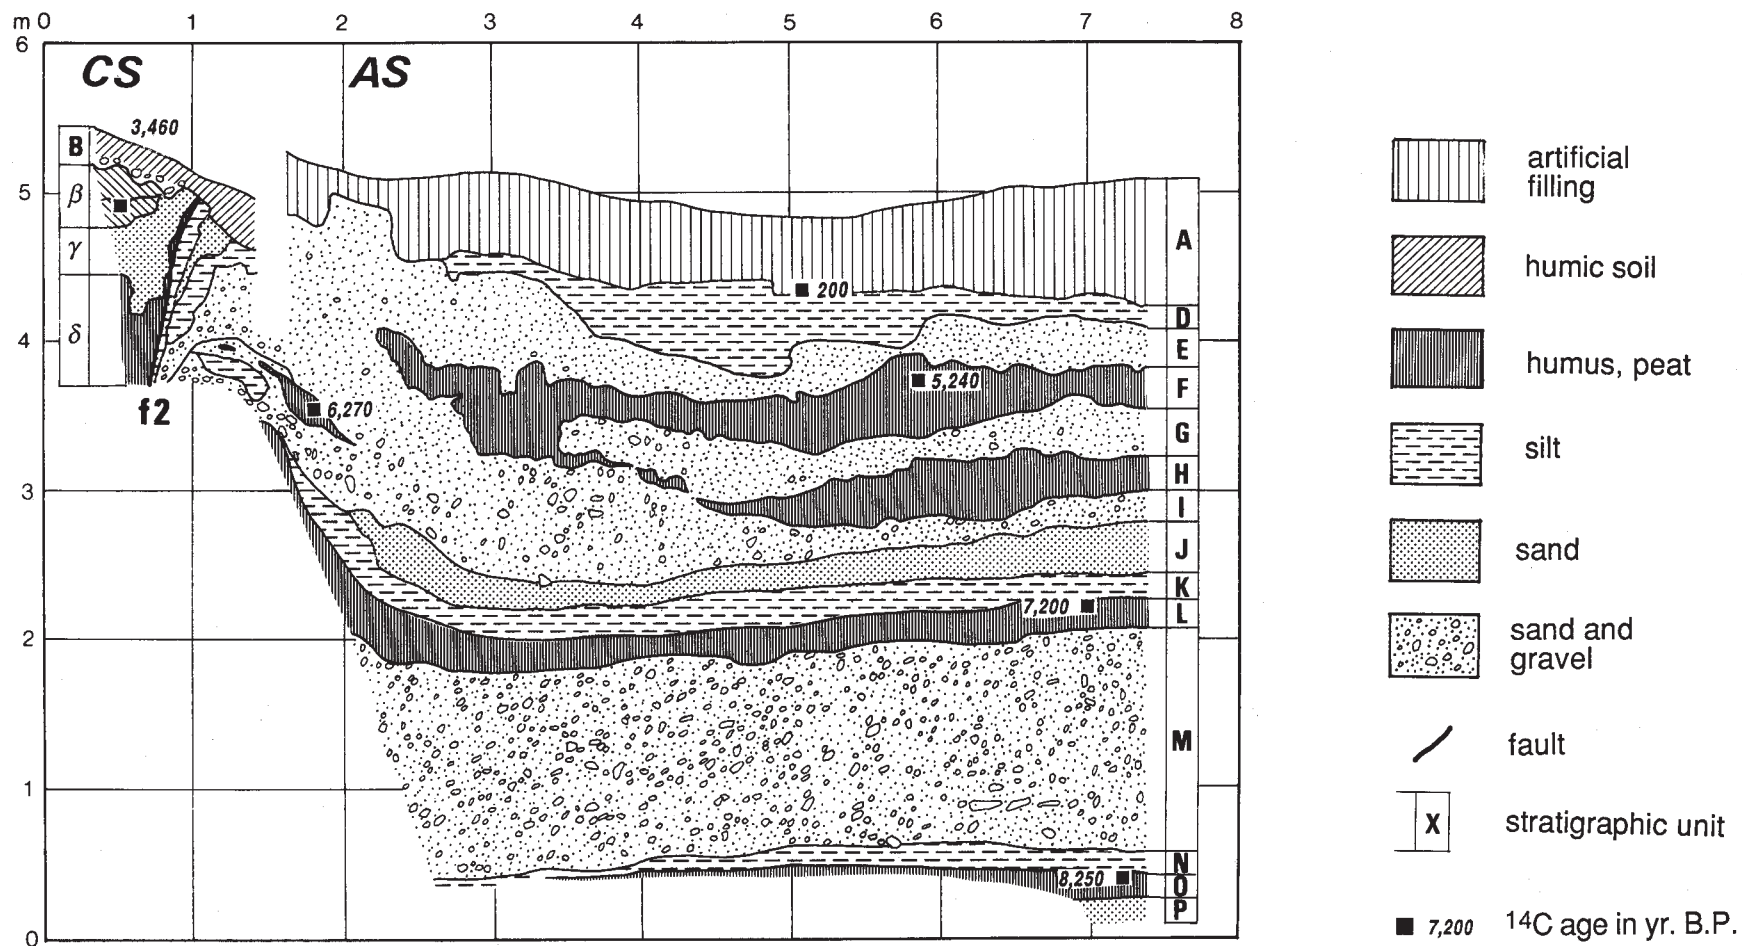 m 0 1 2 3 4 5 6 7 8
6
CS AS
3,460
B
5
β
A
γ
200
D
4
δ
E
F
5,240
f2
6,270
G
H
3
I
J
K
7,200
L
2
M
1
N
8,250
O
P
0
artificial
filling
humic soil
humus, peat
silt
sand
sand and
gravel
fault
X stratigraphic unit
7,200 14C age in yr. B.P.